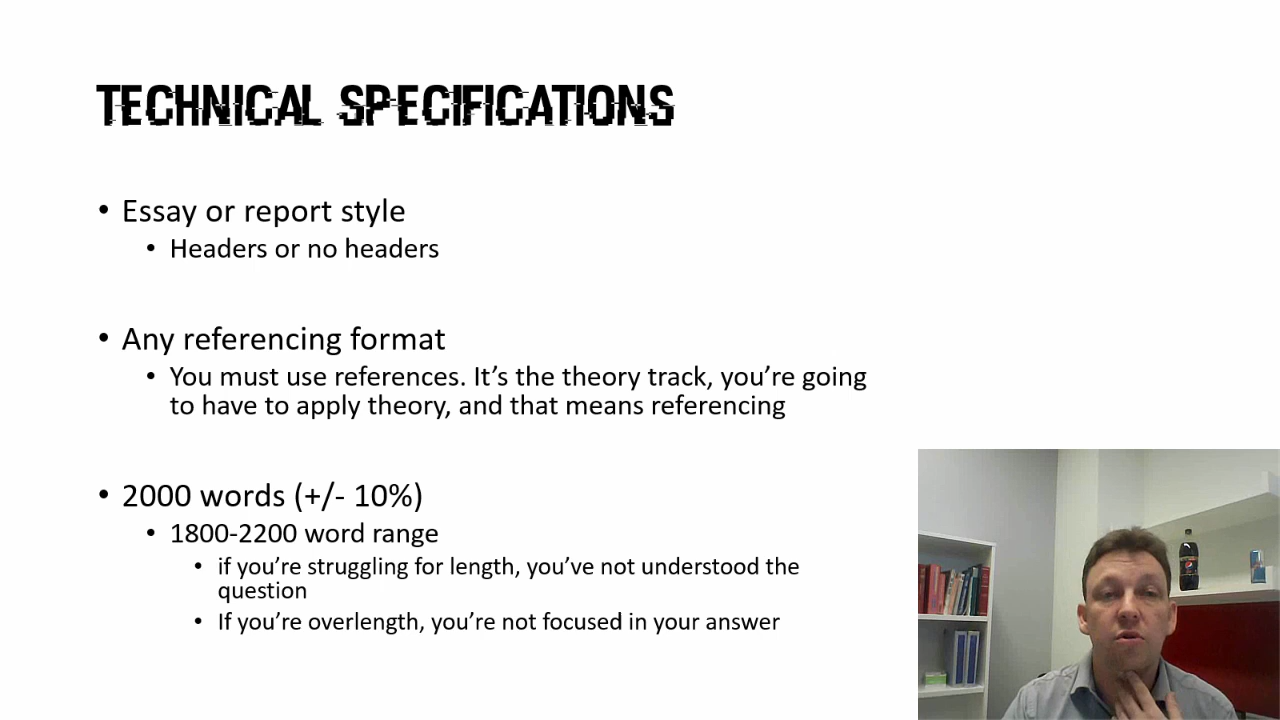 TECHNICAL SPECIFICATIONS
• Essay or report style
• Headers or no headers
• Any referencing format
• You must use references. It’s the theory track, you’re going
to have to apply theory, and that means referencing
• 2000 words (+/- 10%)
• 1800-2200 word range
• if you’re struggling for length, you’ve not understood the
question
• If you’re overlength, you’re not focused in your answer